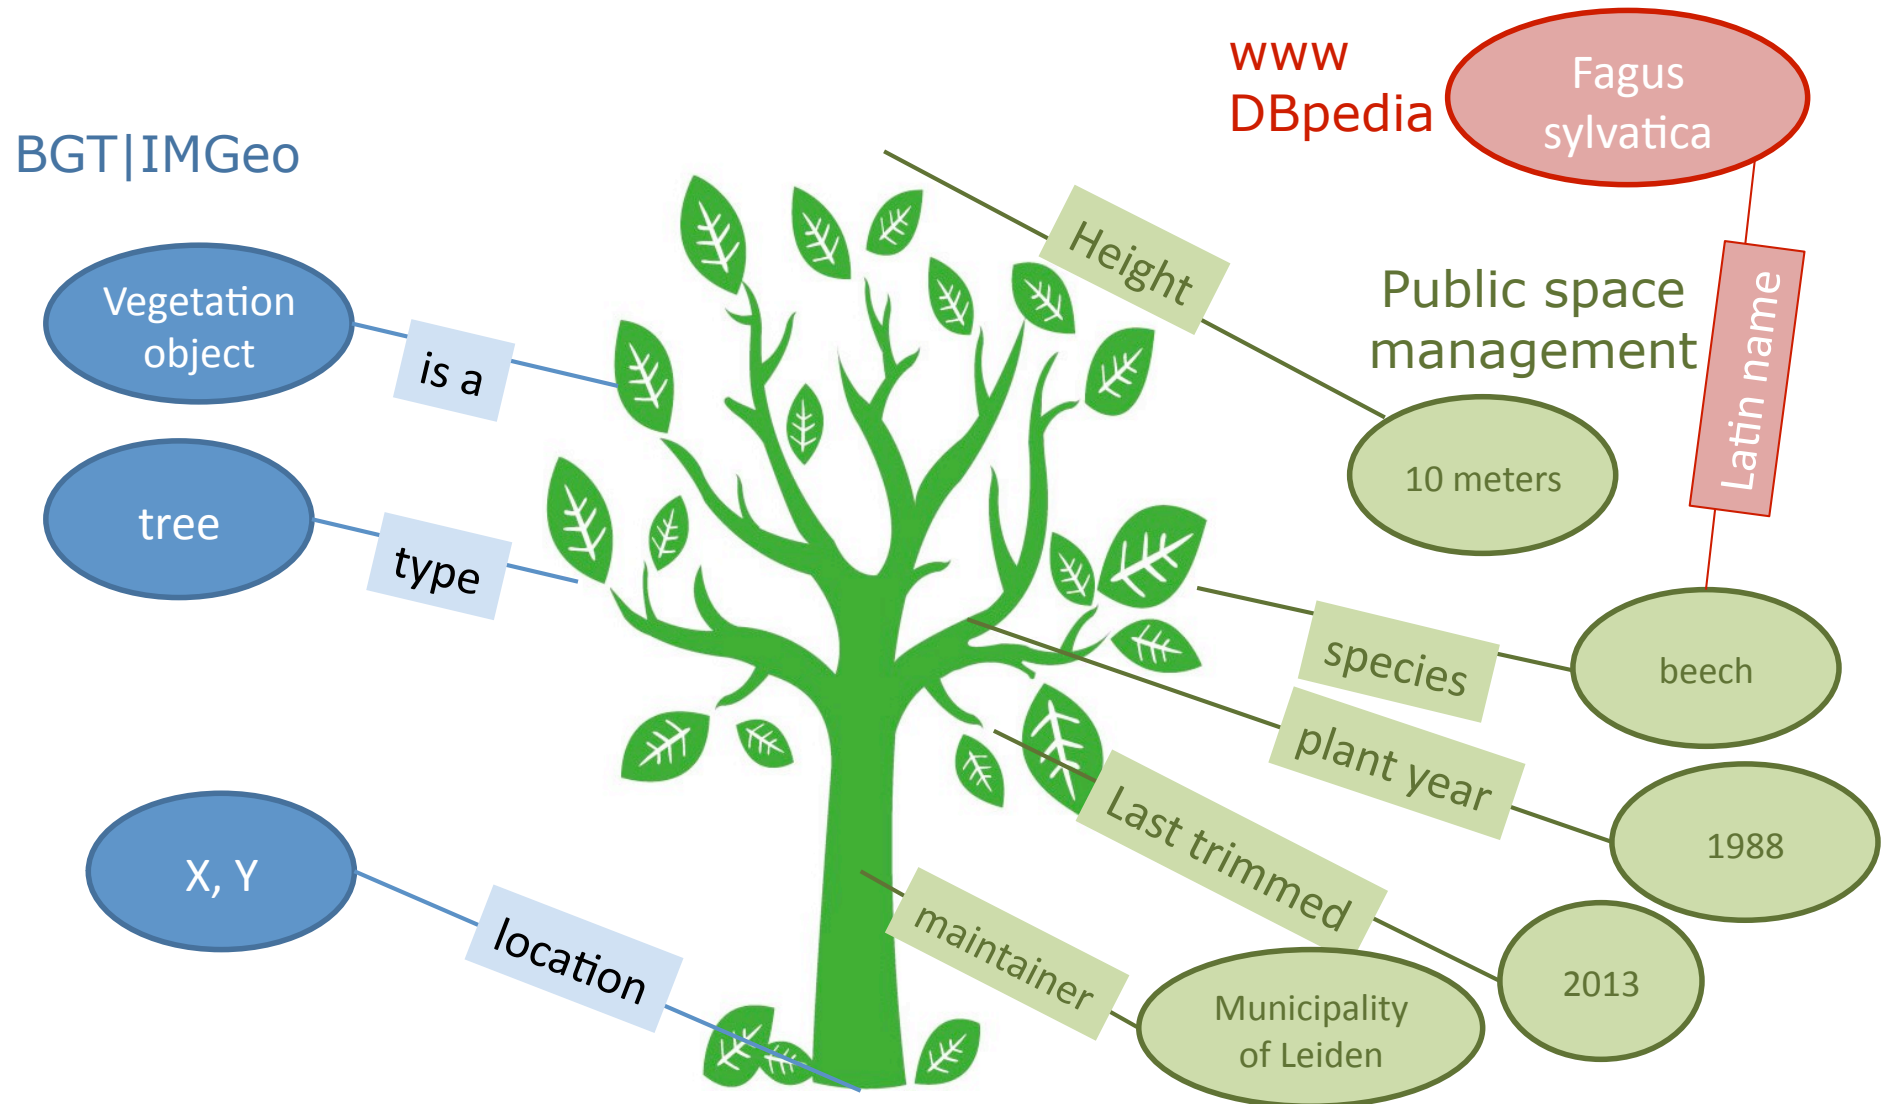 BGT|IMGeo
Vegetation
object
is a
tree
type
X, Y
location
www
DBpedia
Fagus
sylvatica
Latin name
Height
Public space
management
10 meters
species
beech
plant year
1988
Last trimmed
2013
maintainer
Municipality
of Leiden